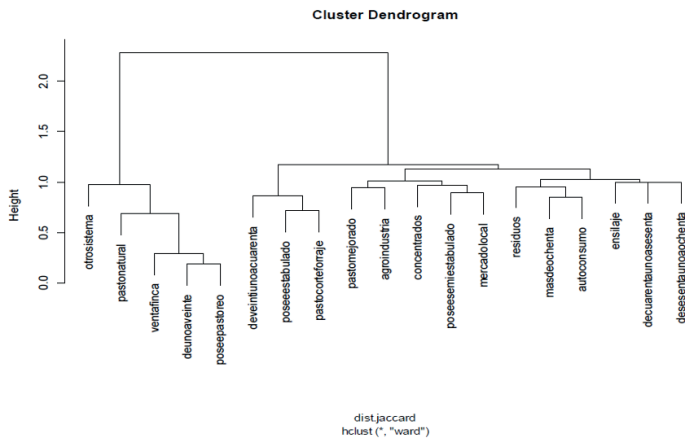 Cluster Dendrogram
Height
2.0
1.5
1.0
0.5
0.0
otrosistema
pastonatural
ventafinca
deunoaveinte
poseepastoreo
deveintiunoacuarenta
poseeestabulado
pastocorteforraje
pastomejorado
agroindustria
concentrados
poseesemiestabulado
mercadolocal
residuos
masdeochenta
autoconsumo
ensilaje
decuarentaunoasesenta
desesentaunoaochenta
dist.jaccard
hclust (*, "ward")